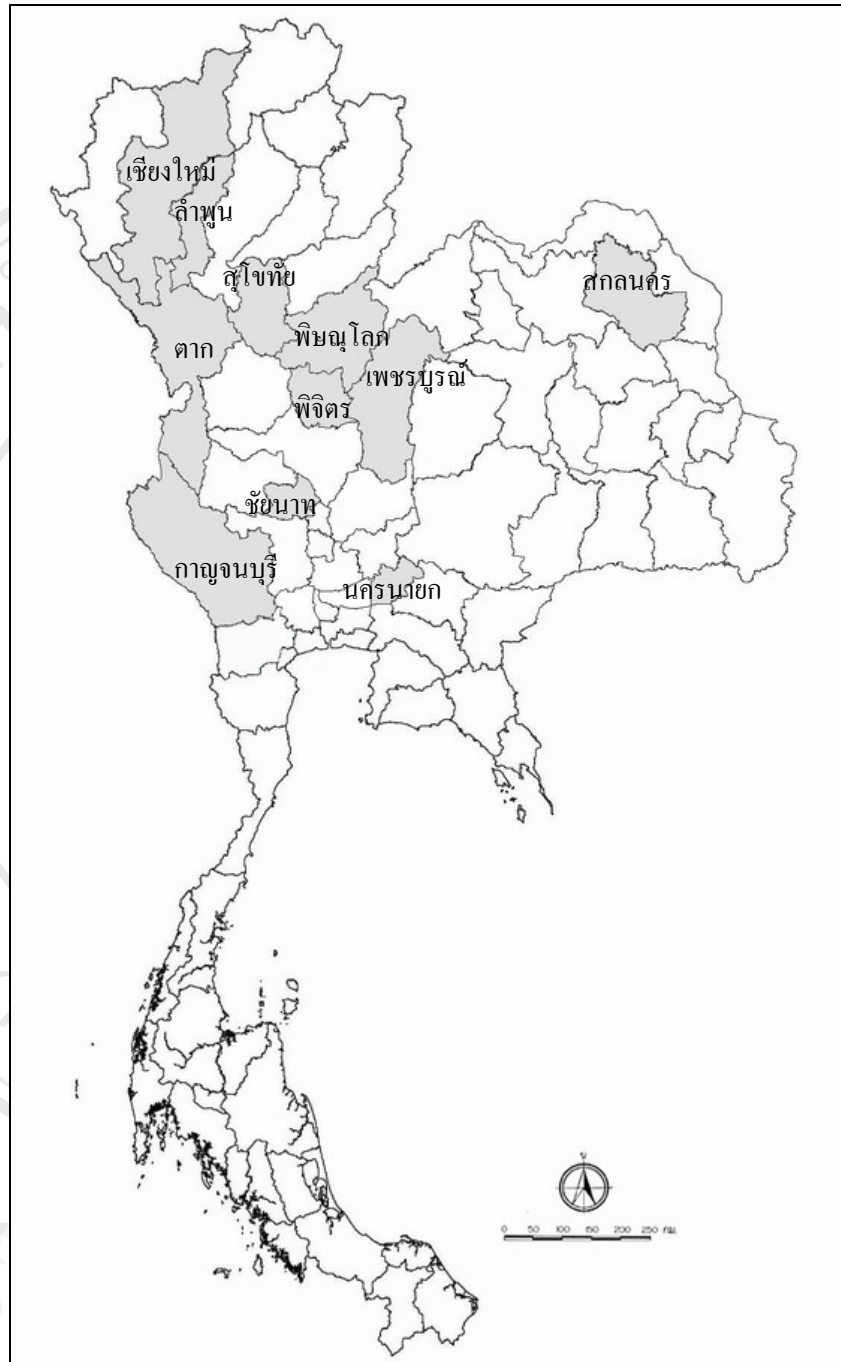 เชียงใหม่
ลำพูน
สุโขทัย
สกลนคร
ตาก
พิษณุโลก
เพชรบูรณ์
พิจิตร
ชัยนาท
กาญจนบุรี
นครนายก
0 50 100 150 200 250 กม.